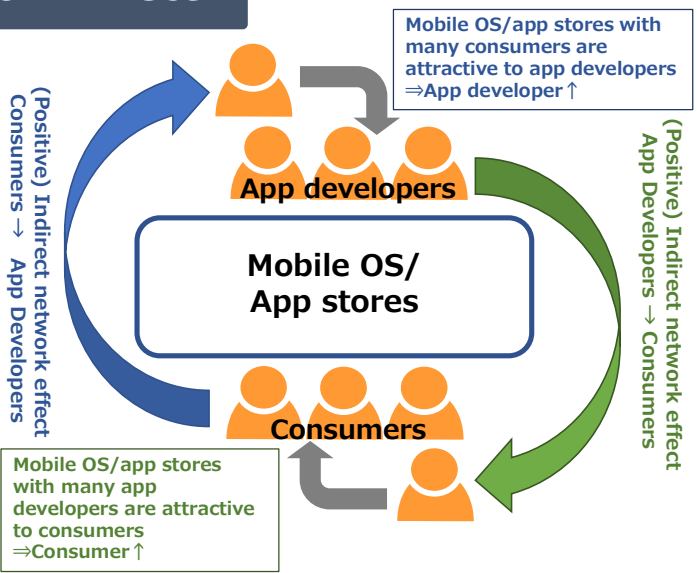 Mobile OS/app stores with
many consumers are
attractive to app developers
⇒App developer↑
(Positive) Indirect network effect
Consumers → App Developers
App developers
(Positive) Indirect network effect
App Developers → Consumers
Mobile OS/
App stores
Consumers
Mobile OS/app stores
with many app
developers are attractive
to consumers
⇒Consumer↑